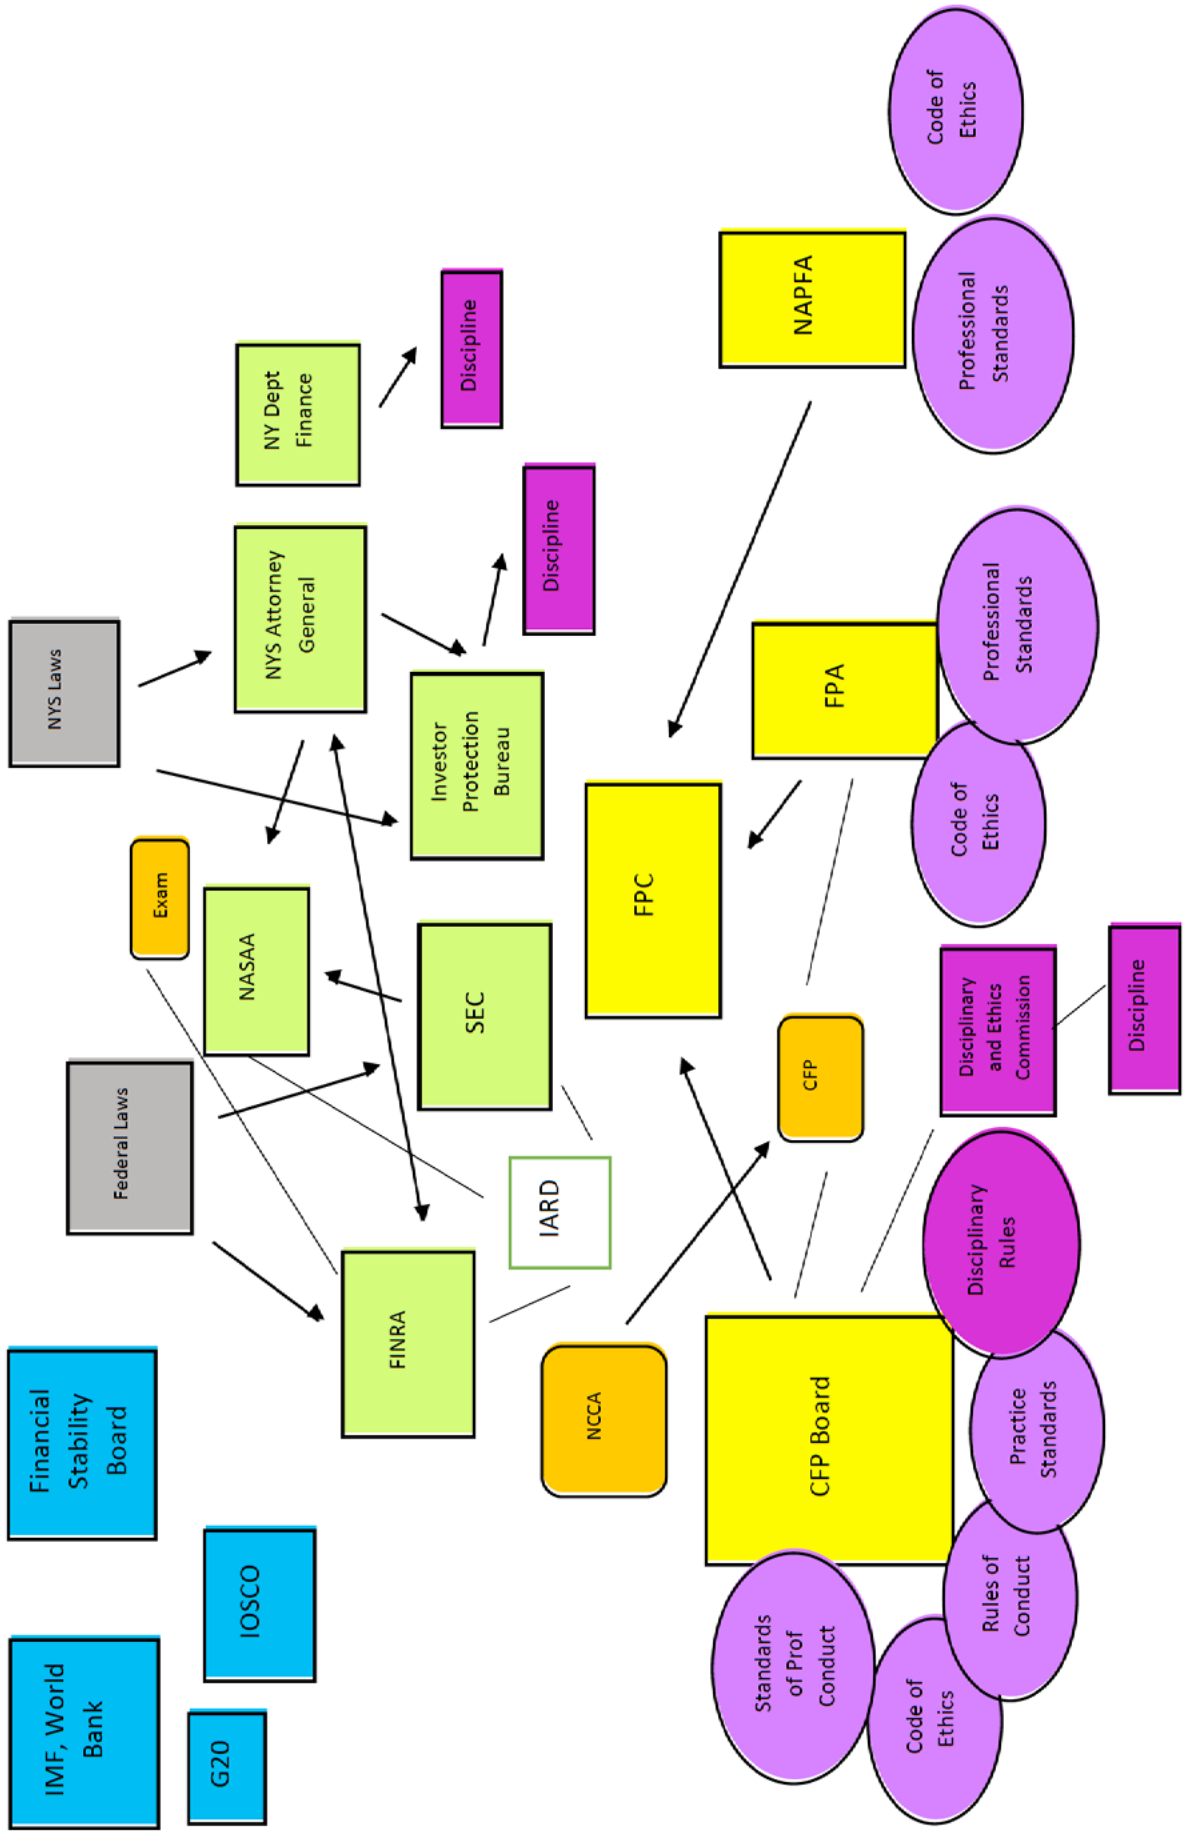 IMF, World
Bank
Financial
Stability
Board
Federal Laws
NYS Laws
G20
IOSCO
Exam
NASAA
NYS Attorney
General
NY Dept
Finance
FINRA
SEC
Investor
Protection
Bureau
Discipline
Discipline
IARD
NCCA
FPC
CFP Board
CFP
FPA
NAPFA
Standards
of Prof
Conduct
Code of
Ethics
Rules of
Conduct
Practice
Standards
Disciplinary
Rules
Disciplinary
and Ethics
Commission
Discipline
Code of
Ethics
Professional
Standards
Professional
Standards
Code of
Ethics